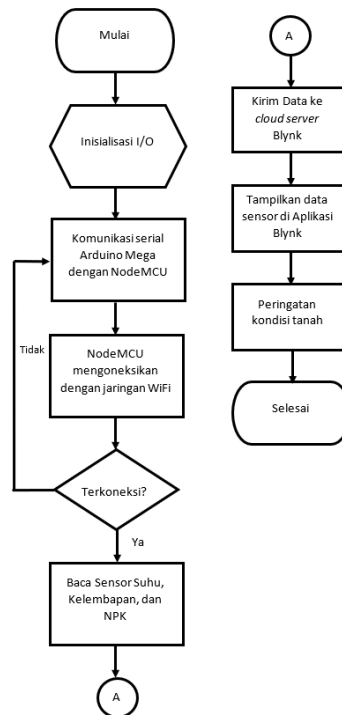 Mulai
Inisialisasi I/O
Komunikasi serial
Arduino Mega
dengan NodeMCU
Tidak
NodeMCU
mengoneksikan
dengan jaringan WiFi
Terkoneksi?
Ya
Baca Sensor Suhu,
Kelembapan, dan
NPK
A
A
Kirim Data ke
cloud server
Blynk
Tampilkan data
sensor di Aplikasi
Blynk
Peringatan
kondisi tanah
Selesai